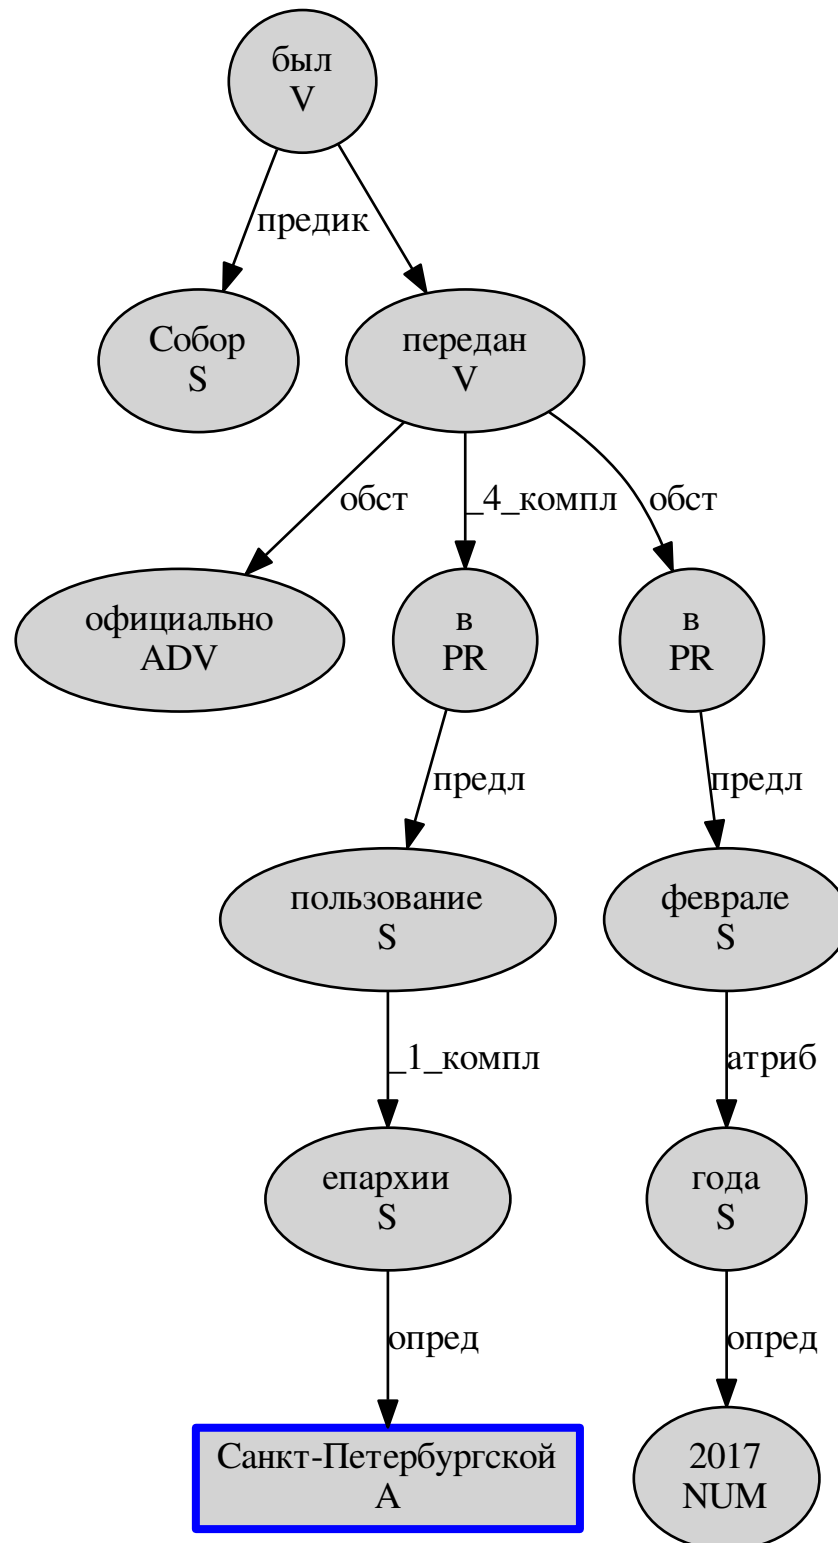 был
V
предик
Собор
S
передан
V
обст
_4_компл
обст
официально
ADV
в
PR
в
PR
предл
предл
пользование
S
феврале
S
_1_компл
атриб
епархии
S
года
S
опред
опред
Санкт-Петербургской
A
2017
NUM